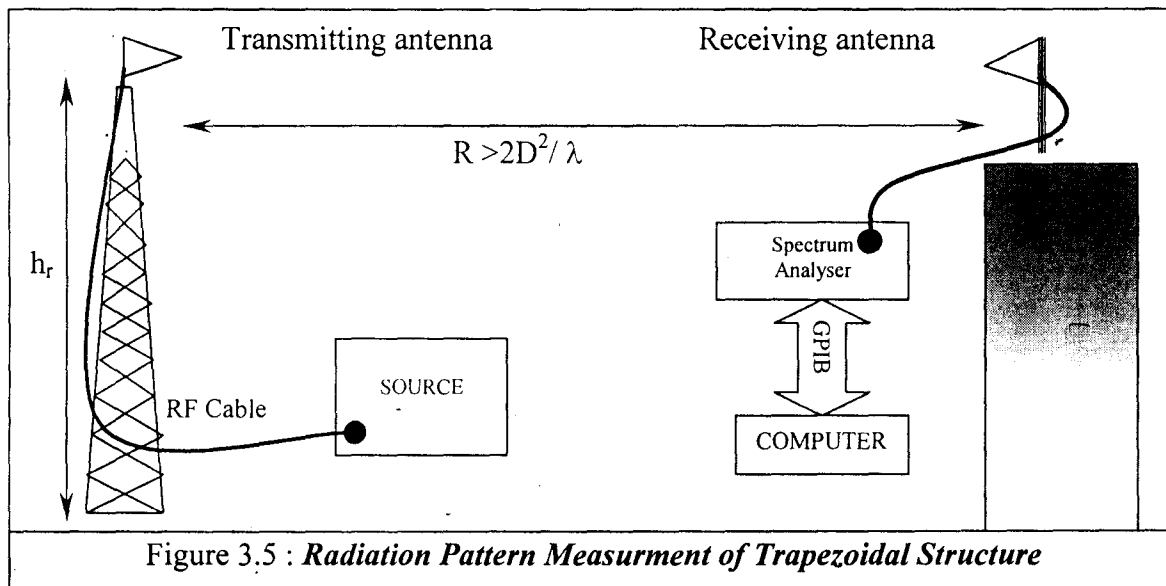 Transmitting antenna
Receiving antenna
R >2D²/ λ
hᵣ
Spectrum
Analyser
GPIB
SOURCE
RF Cable
COMPUTER
Figure 3.5 : Radiation Pattern Measurment of Trapezoidal Structure